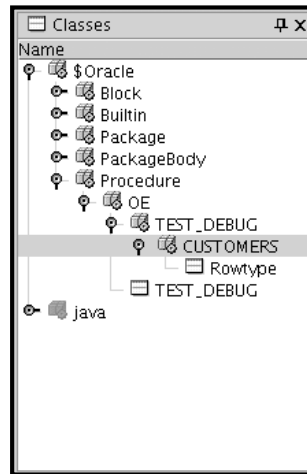 Classes
Name
$Oracle
Block
Builtin
Package
PackageBody
Procedure
OE
TEST_DEBUG
CUSTOMERS
Rowtype
TEST_DEBUG
java